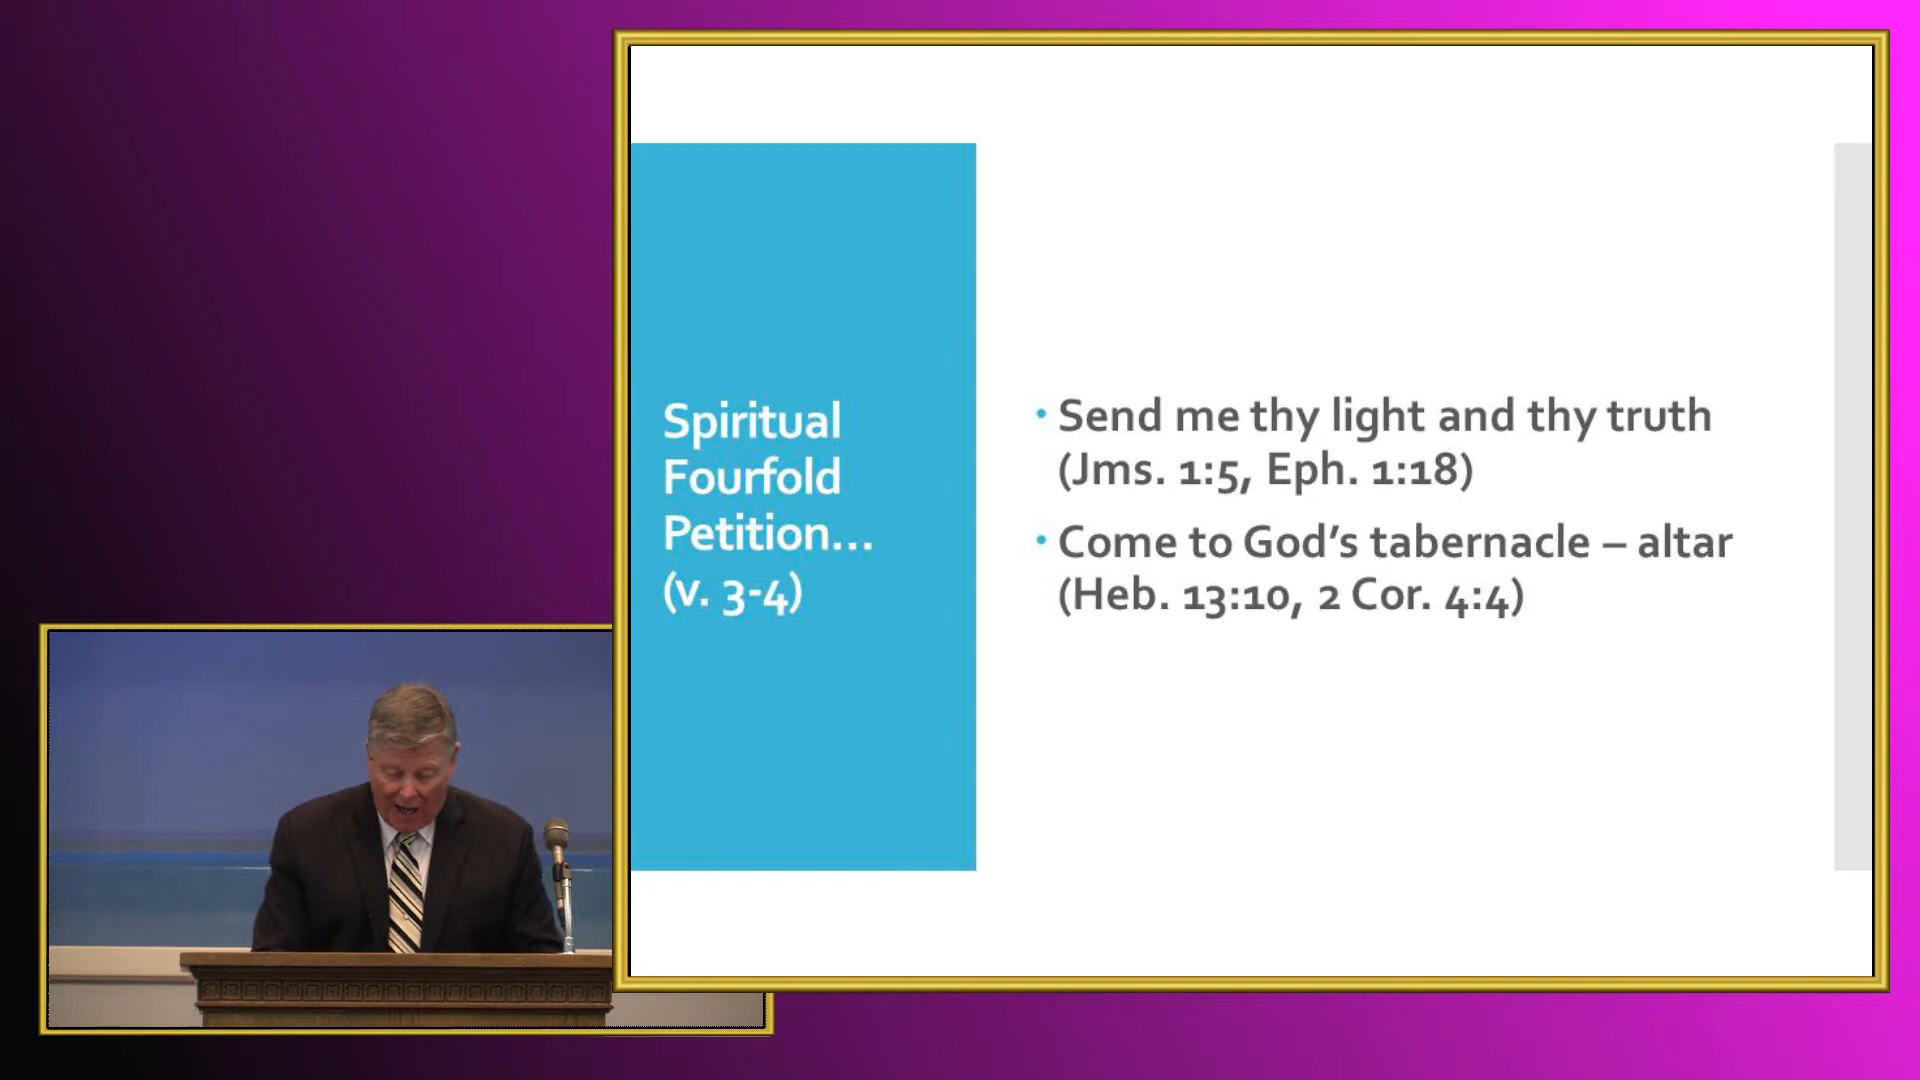 Spiritual
Fourfold
Petition...
(v. 3-4)
• Send me thy light and thy truth
(Jms. 1:5, Eph. 1:18)
• Come to God’s tabernacle – altar
(Heb. 13:10, 2 Cor. 4:4)